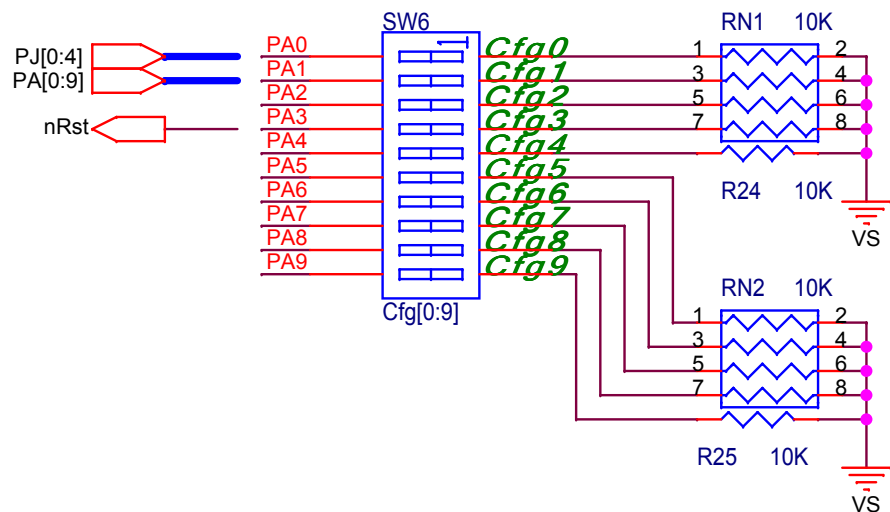 SW6
RN1 10K
PJ[0:4]
PA[0:9]
nRst
PA0 Cfg0 1 2
PA1 Cfg1 3 4
PA2 Cfg2 5 6
PA3 Cfg3 7 8
PA4 Cfg4
PA5 Cfg5
PA6 Cfg6
PA7 Cfg7
PA8 Cfg8
PA9 Cfg9
1
R24 10K
VS
Cfg[0:9]
RN2 10K
1 2
3 4
5 6
7 8
R25 10K
VS